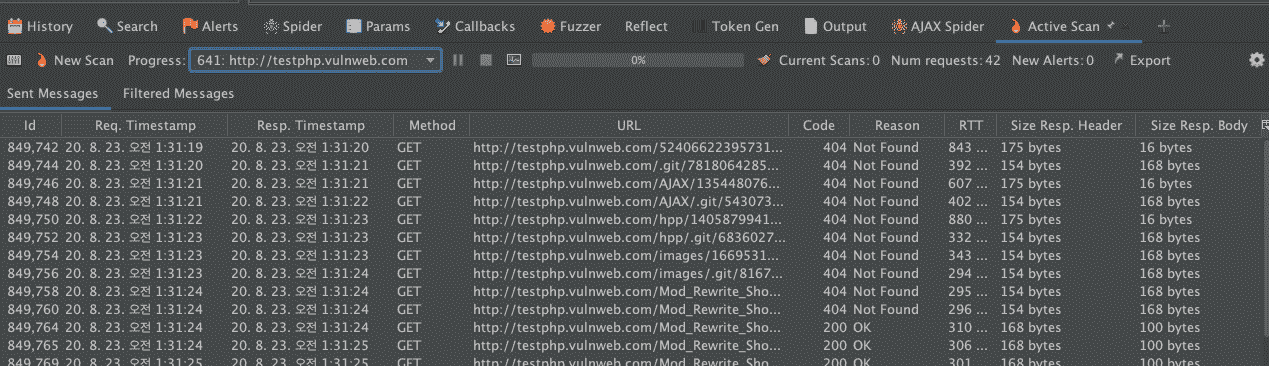 History Search Alerts Spider Params Callbacks Fuzzer Reflect Token Gen Output AJAX Spider Active Scan
New Scan Progress: 641: http://testphp.vulnweb.com 0% Current Scans: 0 Num requests: 42 New Alerts: 0 Export
Sent Messages Filtered Messages
Id Req. Timestamp Resp. Timestamp Method URL Code Reason RTT Size Resp. Header Size Resp. Body
849,742 20. 8. 23. 오전 1:31:19 20. 8. 23. 오전 1:31:20 GET http://testphp.vulnweb.com/52406622395731... 404 Not Found 843 ... 175 bytes 16 bytes
849,744 20. 8. 23. 오전 1:31:20 20. 8. 23. 오전 1:31:21 GET http://testphp.vulnweb.com/.git/7818064285... 404 Not Found 392 ... 154 bytes 168 bytes
849,746 20. 8. 23. 오전 1:31:21 20. 8. 23. 오전 1:31:21 GET http://testphp.vulnweb.com/AJAX/135448076... 404 Not Found 607 ... 175 bytes 16 bytes
849,748 20. 8. 23. 오전 1:31:21 20. 8. 23. 오전 1:31:22 GET http://testphp.vulnweb.com/AJAX/.git/543073... 404 Not Found 402 ... 154 bytes 168 bytes
849,750 20. 8. 23. 오전 1:31:22 20. 8. 23. 오전 1:31:23 GET http://testphp.vulnweb.com/hpp/1405879941... 404 Not Found 880 ... 175 bytes 16 bytes
849,752 20. 8. 23. 오전 1:31:23 20. 8. 23. 오전 1:31:23 GET http://testphp.vulnweb.com/hpp/.git/6836027... 404 Not Found 332 ... 154 bytes 168 bytes
849,754 20. 8. 23. 오전 1:31:23 20. 8. 23. 오전 1:31:23 GET http://testphp.vulnweb.com/images/1669531... 404 Not Found 343 ... 154 bytes 168 bytes
849,756 20. 8. 23. 오전 1:31:23 20. 8. 23. 오전 1:31:24 GET http://testphp.vulnweb.com/images/.git/8167... 404 Not Found 294 ... 154 bytes 168 bytes
849,758 20. 8. 23. 오전 1:31:24 20. 8. 23. 오전 1:31:24 GET http://testphp.vulnweb.com/Mod_Rewrite_Sho... 404 Not Found 295 ... 154 bytes 168 bytes
849,760 20. 8. 23. 오전 1:31:24 20. 8. 23. 오전 1:31:24 GET http://testphp.vulnweb.com/Mod_Rewrite_Sho... 404 Not Found 296 ... 154 bytes 168 bytes
849,764 20. 8. 23. 오전 1:31:24 20. 8. 23. 오전 1:31:24 GET http://testphp.vulnweb.com/Mod_Rewrite_Sho... 200 OK 310 ... 168 bytes 100 bytes
849,765 20. 8. 23. 오전 1:31:24 20. 8. 23. 오전 1:31:25 GET http://testphp.vulnweb.com/Mod_Rewrite_Sho... 200 OK 306 ... 168 bytes 100 bytes
849,769 20. 8. 23. 오전 1:31:25 20. 8. 23. 오전 1:31:25 GET http://testphp.vulnweb.com/Mod_Rewrite_Sho... 200 OK 301 ... 168 bytes 100 bytes